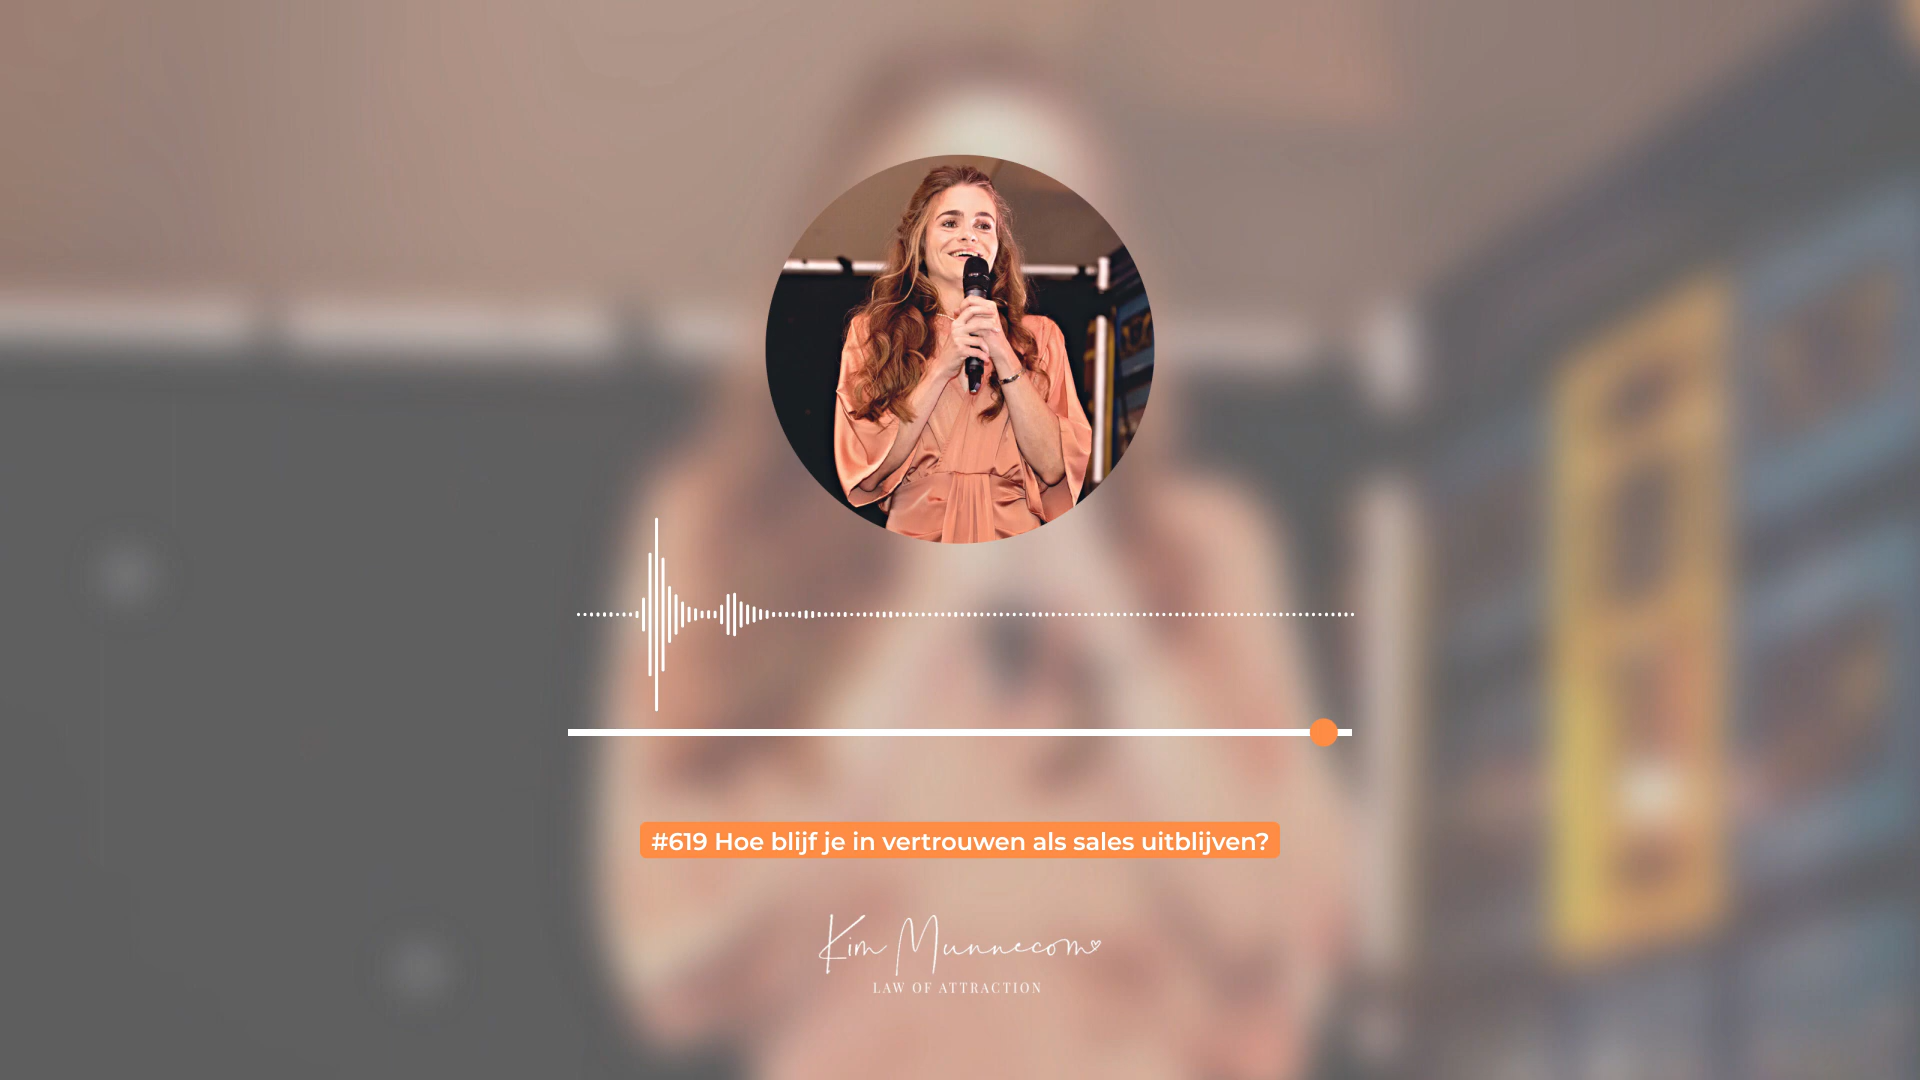 #619 Hoe blijf je in vertrouwen als sales uitblijven?
Kim Munnecom
LAW OF ATTRACTION